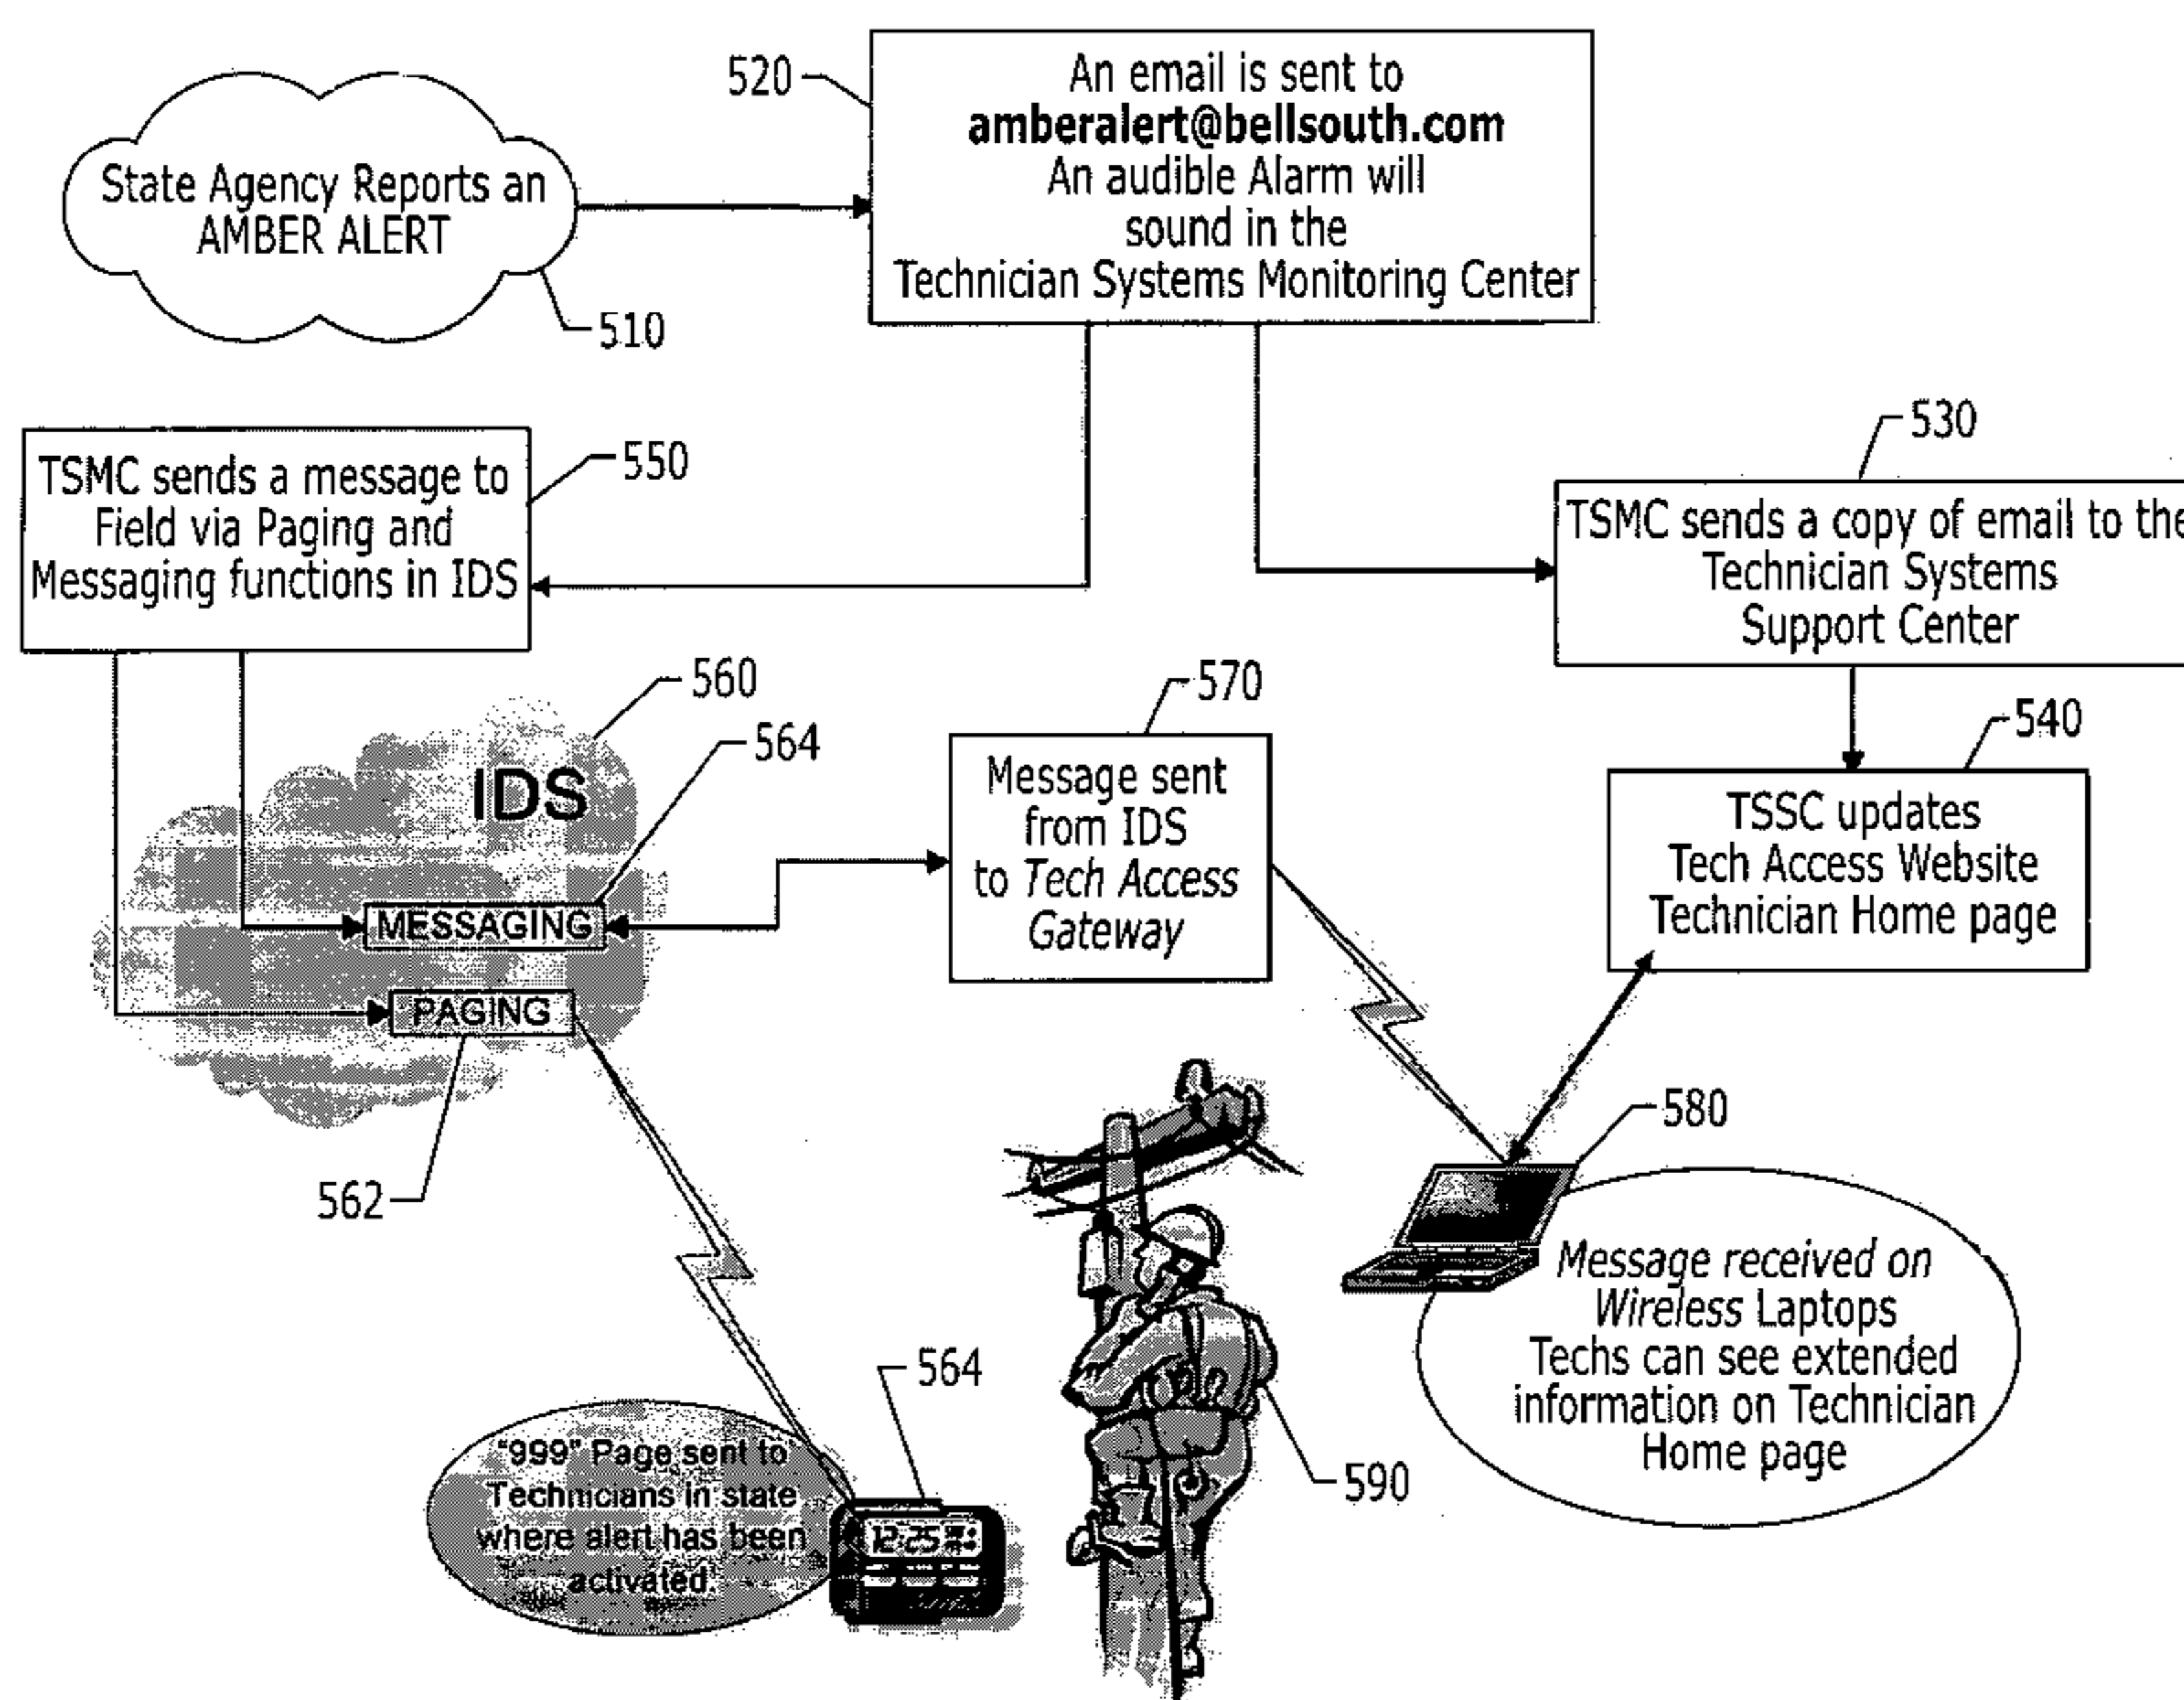 State Agency Reports an
AMBER ALERT
510
520
An email is sent to
amberalert@bellsouth.com
An audible Alarm will
sound in the
Technician Systems Monitoring Center
530
TSMC sends a copy of email to the
Technician Systems
Support Center
550
TSMC sends a message to
Field via Paging and
Messaging functions in IDS
560
564
IDS
MESSAGING
PAGING
562
570
Message sent
from IDS
to Tech Access
Gateway
540
TSSC updates
Tech Access Website
Technician Home page
580
Message received on
Wireless Laptops
Techs can see extended
information on Technician
Home page
590
564
"999" Page sent to
Technicians in state
where alert has been
activated.
12:25